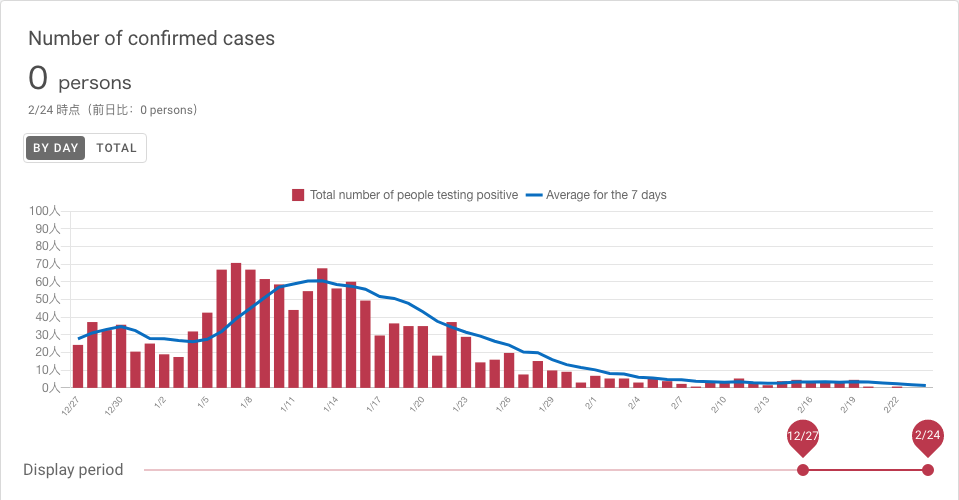 Number of confirmed cases
0 persons
2/24 時点（前日比：0 persons）
BY DAY TOTAL
Total number of people testing positive Average for the 7 days
100人
90人
80人
70人
60人
50人
40人
30人
20人
10人
0人
12/27 12/30 1/2 1/5 1/8 1/11 1/14 1/17 1/20 1/23 1/26 1/29 2/1 2/4 2/7 2/10 2/13 2/16 2/19 2/22
12/27 2/24
Display period